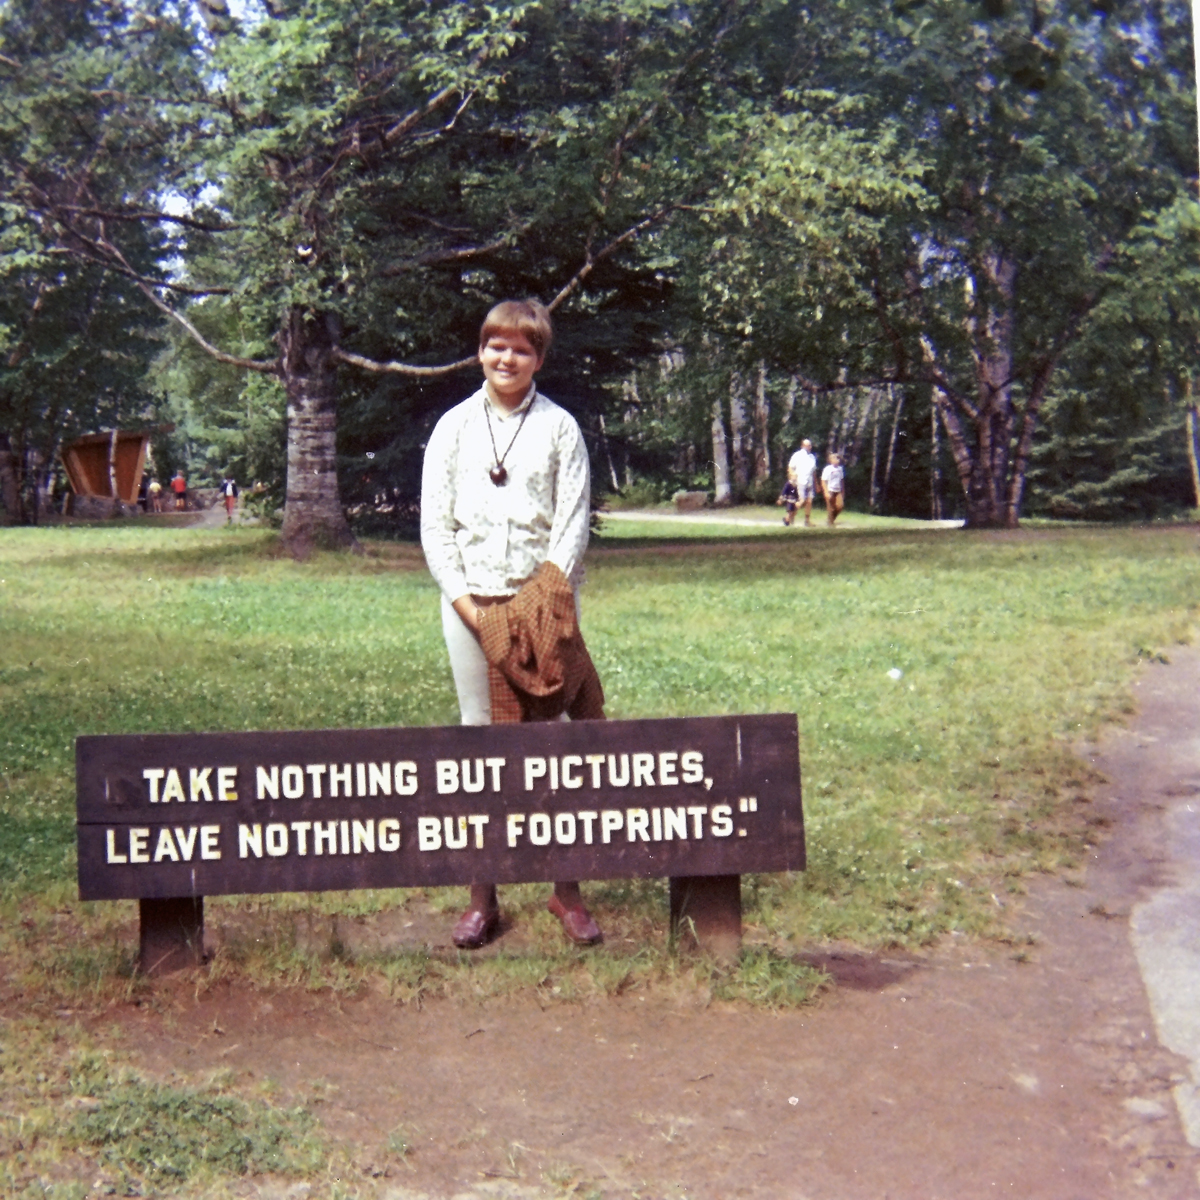 TAKE NOTHING BUT PICTURES,
LEAVE NOTHING BUT FOOTPRINTS."